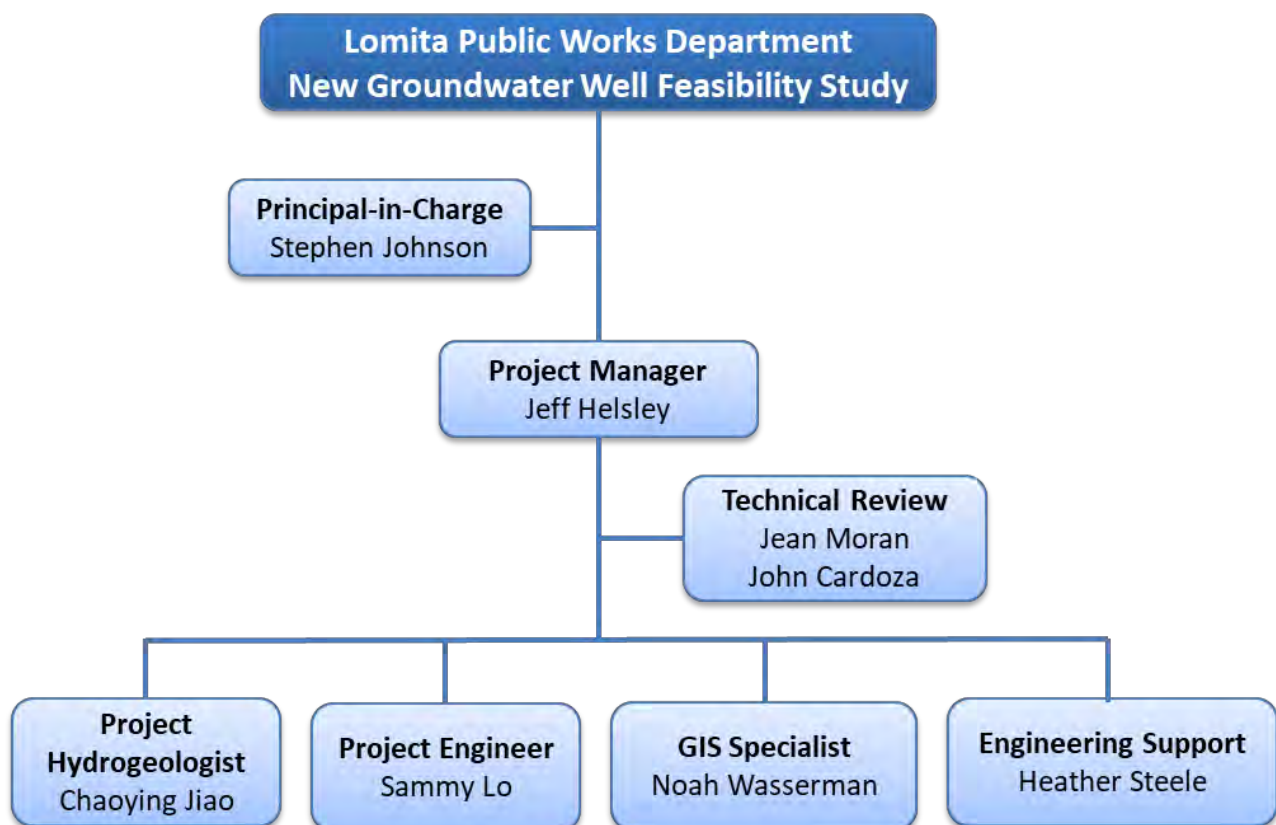 Lomita Public Works Department
New Groundwater Well Feasibility Study
Principal-in-Charge
Stephen Johnson
Project Manager
Jeff Helsley
Technical Review
Jean Moran
John Cardoza
Project
Hydrogeologist
Chaoying Jiao
Project Engineer
Sammy Lo
GIS Specialist
Noah Wasserman
Engineering Support
Heather Steele